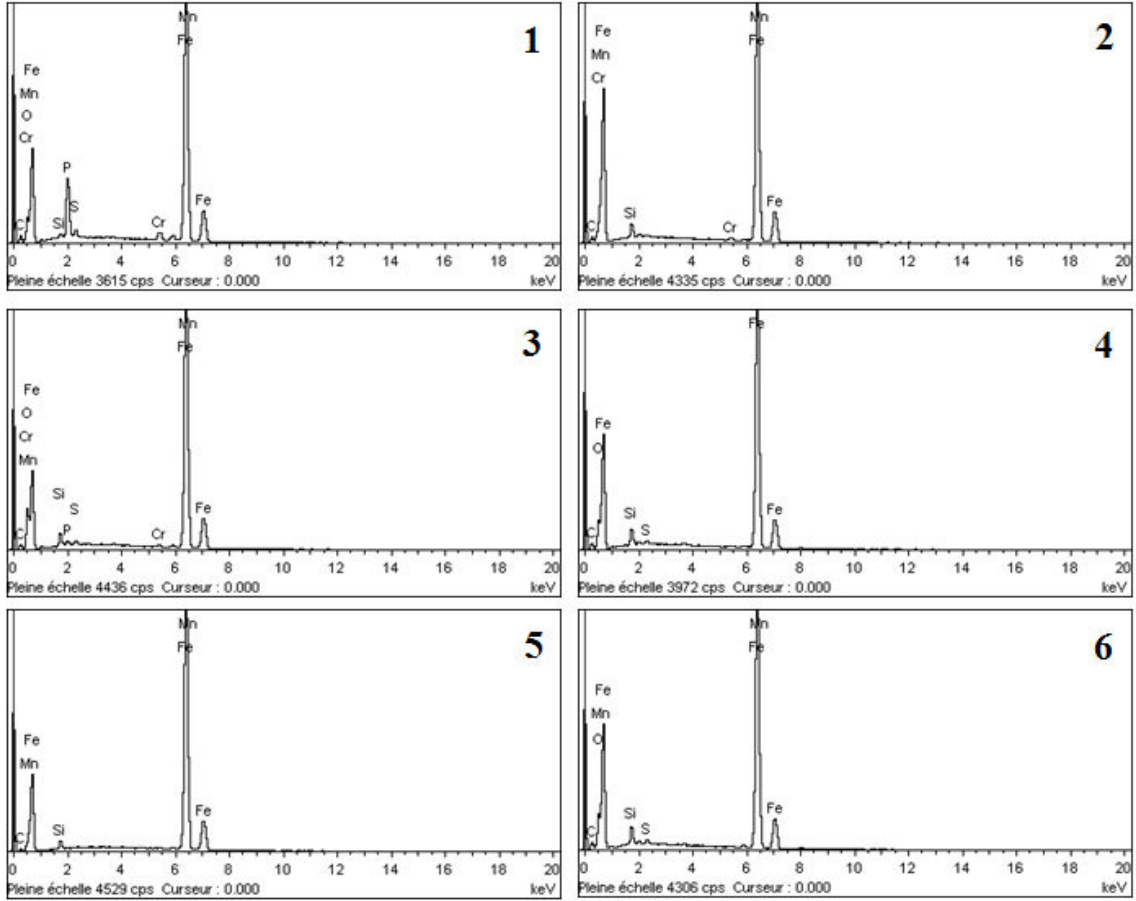 1
Mn
Fe
Fe
Mn
O
Cr
P
S
C
Si
Cr
Fe
0 2 4 6 8 10 12 14 16 18 20
Pleine échelle 3615 cps Curseur : 0.000 keV
2
Mn
Fe
Fe
Mn
Cr
C
Si
Cr
Fe
0 2 4 6 8 10 12 14 16 18 20
Pleine échelle 4335 cps Curseur : 0.000 keV
3
Mn
Fe
Fe
O
Cr
Mn
Si
S
P
C
Cr
Fe
0 2 4 6 8 10 12 14 16 18 20
Pleine échelle 4436 cps Curseur : 0.000 keV
4
Fe
Fe
O
Si
S
C
Fe
0 2 4 6 8 10 12 14 16 18 20
Pleine échelle 3972 cps Curseur : 0.000 keV
5
Mn
Fe
Fe
Mn
C
Si
Fe
0 2 4 6 8 10 12 14 16 18 20
Pleine échelle 4529 cps Curseur : 0.000 keV
6
Mn
Fe
Fe
Mn
O
Si
S
C
Fe
0 2 4 6 8 10 12 14 16 18 20
Pleine échelle 4306 cps Curseur : 0.000 keV